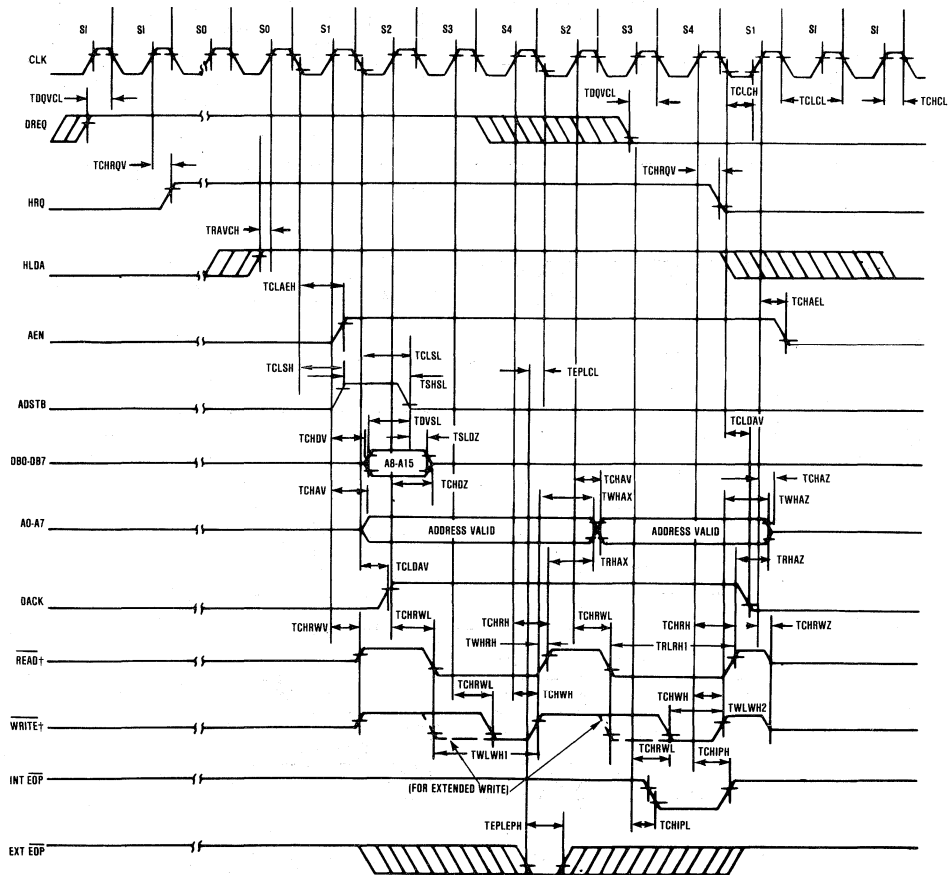 SI SI S0 S0 S1 S2 S3 S4 S2 S3 S4 S1 SI SI
CLK
TDQVCL TDQVCL TCLCH TCLCL TCHCL
DREQ
TCHRQV TCHRQV
HRQ
TRAVCH
HLDA
TCLAEH TCHAEL
AEN
TCLSL
TCLSH TSHSL TEPLCL
ADSTB
TDVSL TCLDAV
TCHDV TSLDZ
DB0-DB7 A8-A15
TCHDZ TCHAV TCHAZ
TCHAV TWHAX TWHAZ
A0-A7 ADDRESS VALID ADDRESS VALID
TCLDAV TRHAX TRHAZ
DACK
TCHRWV TCHRWL TCHRH TCHRWL TCHRH TCHRWZ
TWHRH TRLRH1
READ†
TCHRWL TCHWH TCHWH
TWLWH2
WRITE†
TWLWH1 TCHRWL TCHIPH
INT EOP
(FOR EXTENDED WRITE)
TEPLEPH TCHIPL
EXT EOP